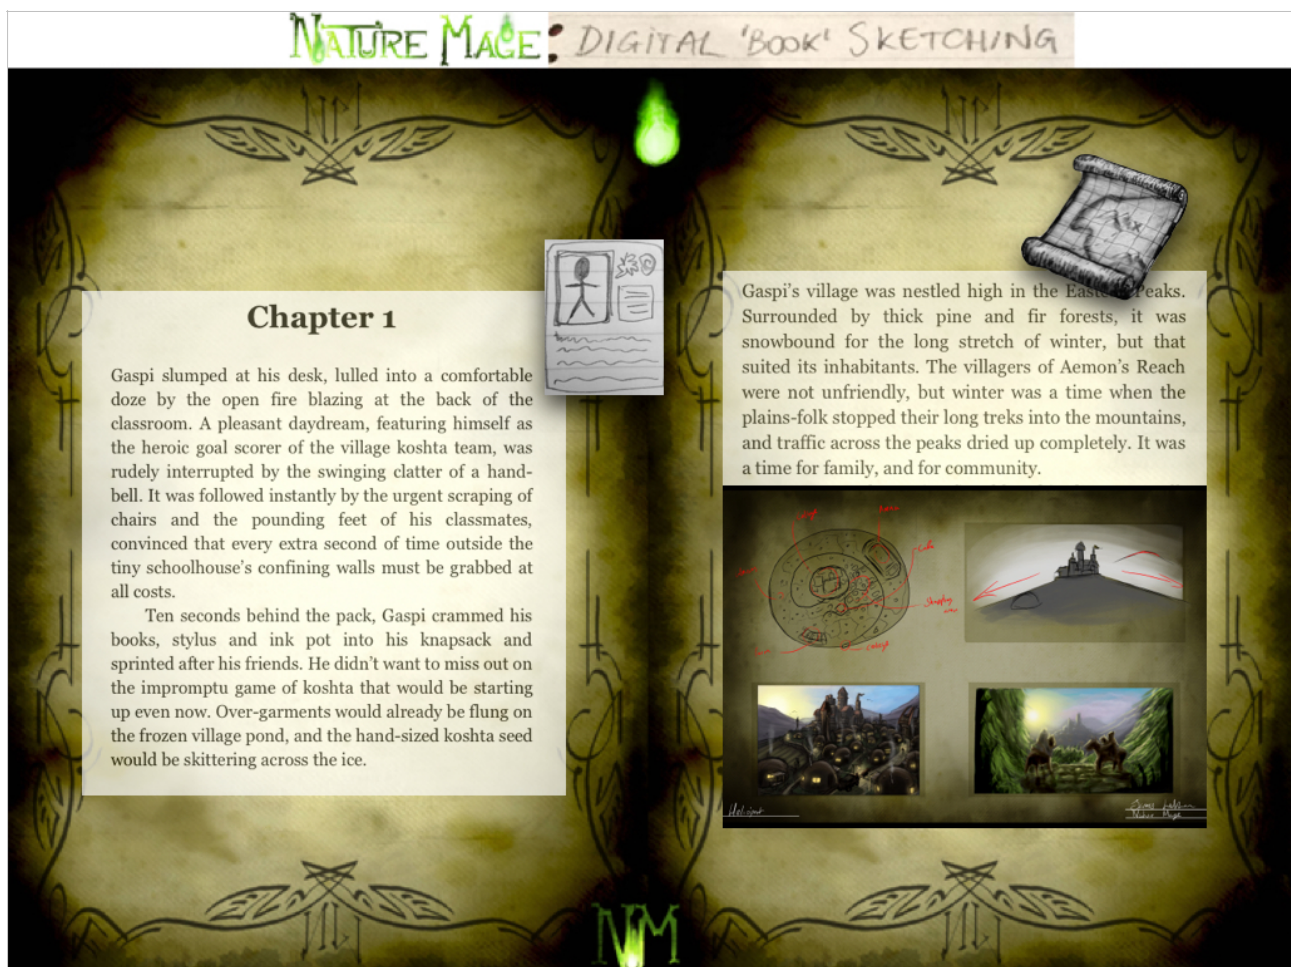 NATURE MAGE: DIGITAL 'BOOK' SKETCHING
Chapter 1
Gaspi slumped at his desk, lulled into a comfortable
doze by the open fire blazing at the back of the
classroom. A pleasant daydream, featuring himself as
the heroic goal scorer of the village koshta team, was
rudely interrupted by the swinging clatter of a hand-
bell. It was followed instantly by the urgent scraping of
chairs and the pounding feet of his classmates,
convinced that every extra second of time outside the
tiny schoolhouse's confining walls must be grabbed at
all costs.
Ten seconds behind the pack, Gaspi crammed his
books, stylus and ink pot into his knapsack and
sprinted after his friends. He didn't want to miss out on
the impromptu game of koshta that would be starting
up even now. Over-garments would already be flung on
the frozen village pond, and the hand-sized koshta seed
would be skittering across the ice.
Gaspi's village was nestled high in the Eastern Peaks.
Surrounded by thick pine and fir forests, it was
snowbound for the long stretch of winter, but that
suited its inhabitants. The villagers of Aemon's Reach
were not unfriendly, but winter was a time when the
plains-folk stopped their long treks into the mountains,
and traffic across the peaks dried up completely. It was
a time for family, and for community.
Shopping
NM